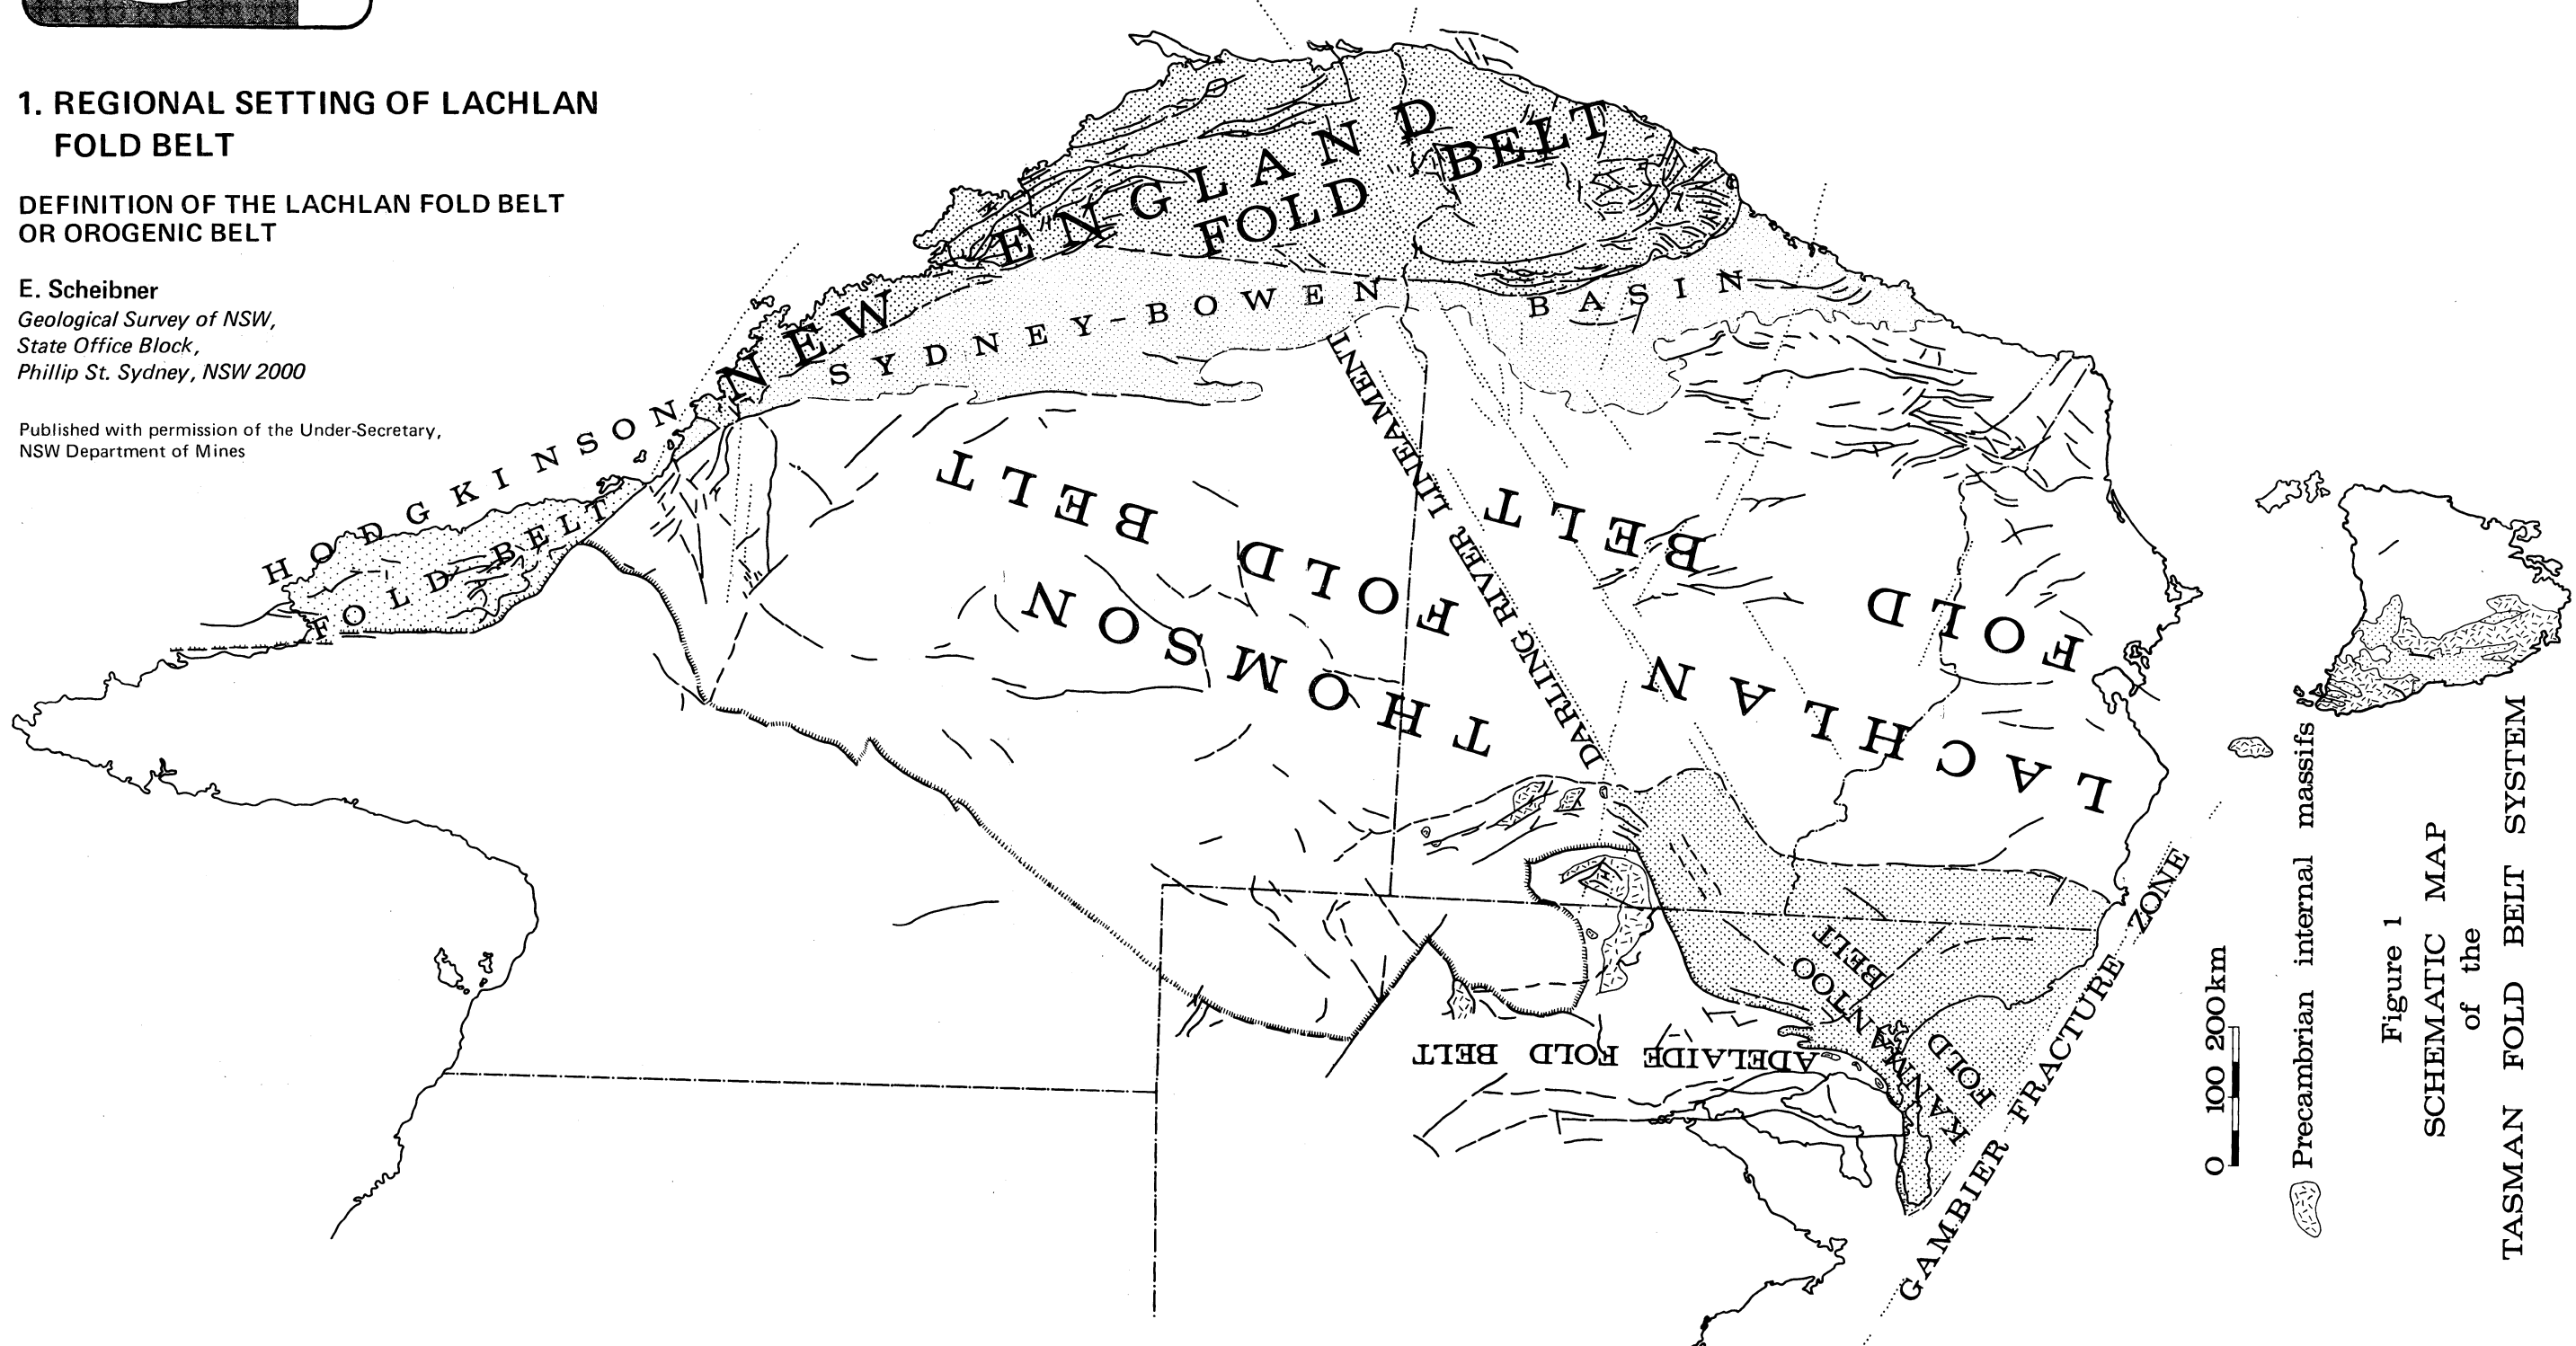 1. REGIONAL SETTING OF LACHLAN
FOLD BELT
DEFINITION OF THE LACHLAN FOLD BELT
OR OROGENIC BELT
E. Scheibner
Geological Survey of NSW,
State Office Block,
Phillip St. Sydney, NSW 2000
Published with permission of the Under-Secretary,
NSW Department of Mines
HODGKINSON
FOLD BELT
NEW ENGLAND
FOLD BELT
SYDNEY-BOWEN BASIN
THOMSON
FOLD BELT
DARLING RIVER LINEAMENT
LACHLAN
FOLD BELT
ADELAIDE FOLD BELT
KANMANTOO
FOLD BELT
GAMBIER FRACTURE ZONE
0 100 200km
Precambrian internal massifs
Figure 1
SCHEMATIC MAP
of the
TASMAN FOLD BELT SYSTEM